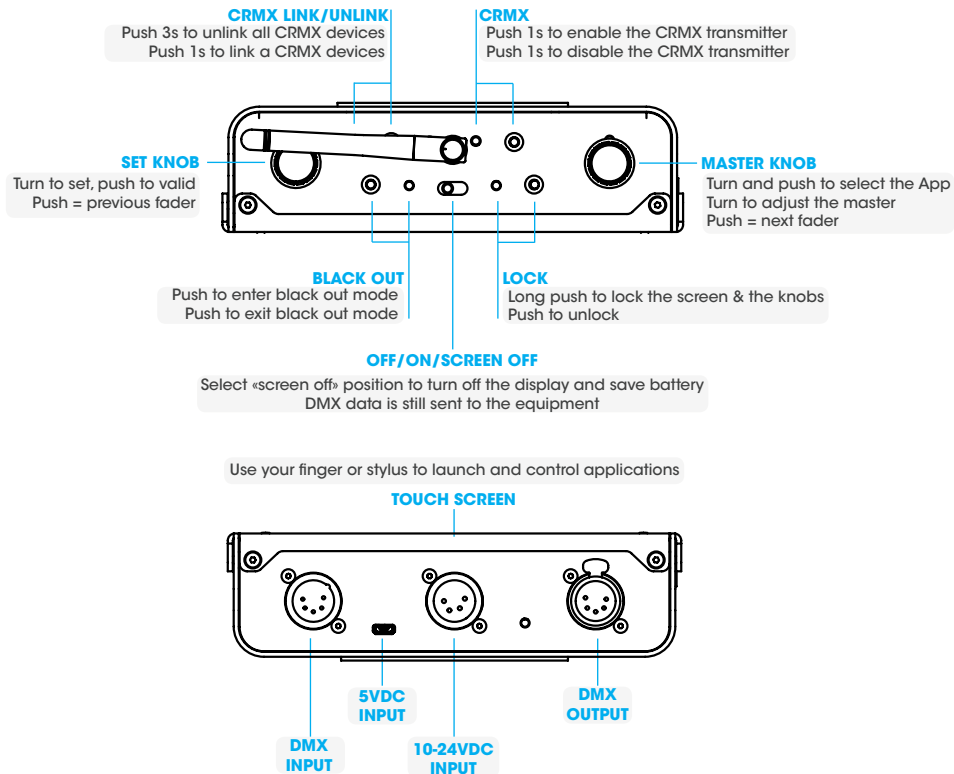 CRMX LINK/UNLINK
Push 3s to unlink all CRMX devices
Push 1s to link a CRMX devices
CRMX
Push 1s to enable the CRMX transmitter
Push 1s to disable the CRMX transmitter
SET KNOB
Turn to set, push to valid
Push = previous fader
MASTER KNOB
Turn and push to select the App
Turn to adjust the master
Push = next fader
BLACK OUT
Push to enter black out mode
Push to exit black out mode
LOCK
Long push to lock the screen & the knobs
Push to unlock
OFF/ON/SCREEN OFF
Select «screen off» position to turn off the display and save battery
DMX data is still sent to the equipment
Use your finger or stylus to launch and control applications
TOUCH SCREEN
5VDC
INPUT
DMX
OUTPUT
DMX
INPUT
10-24VDC
INPUT